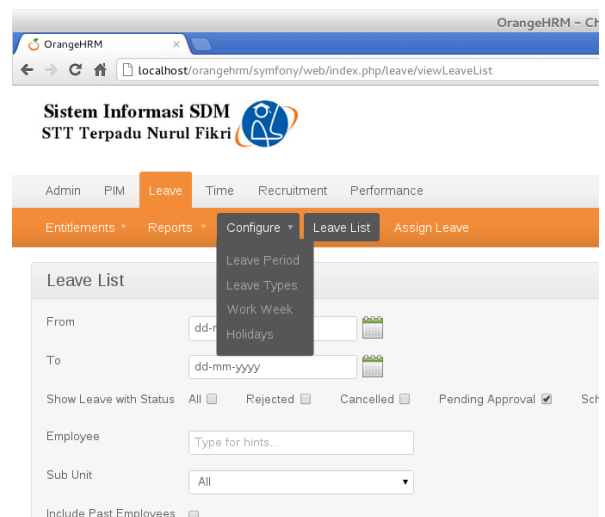 OrangeHRM - Ch
OrangeHRM
localhost/orangehrm/symfony/web/index.php/leave/viewLeaveList
Sistem Informasi SDM
STT Terpadu Nurul Fikri
Admin PIM Leave Time Recruitment Performance
Entitlements Reports Configure Leave List Assign Leave
Leave Period
Leave Types
Work Week
Holidays
Leave List
From
dd-m
To
dd-mm-yyyy
Show Leave with Status All Rejected Cancelled Pending Approval Sch
Employee Type for hints...
Sub Unit All
Include Past Employees